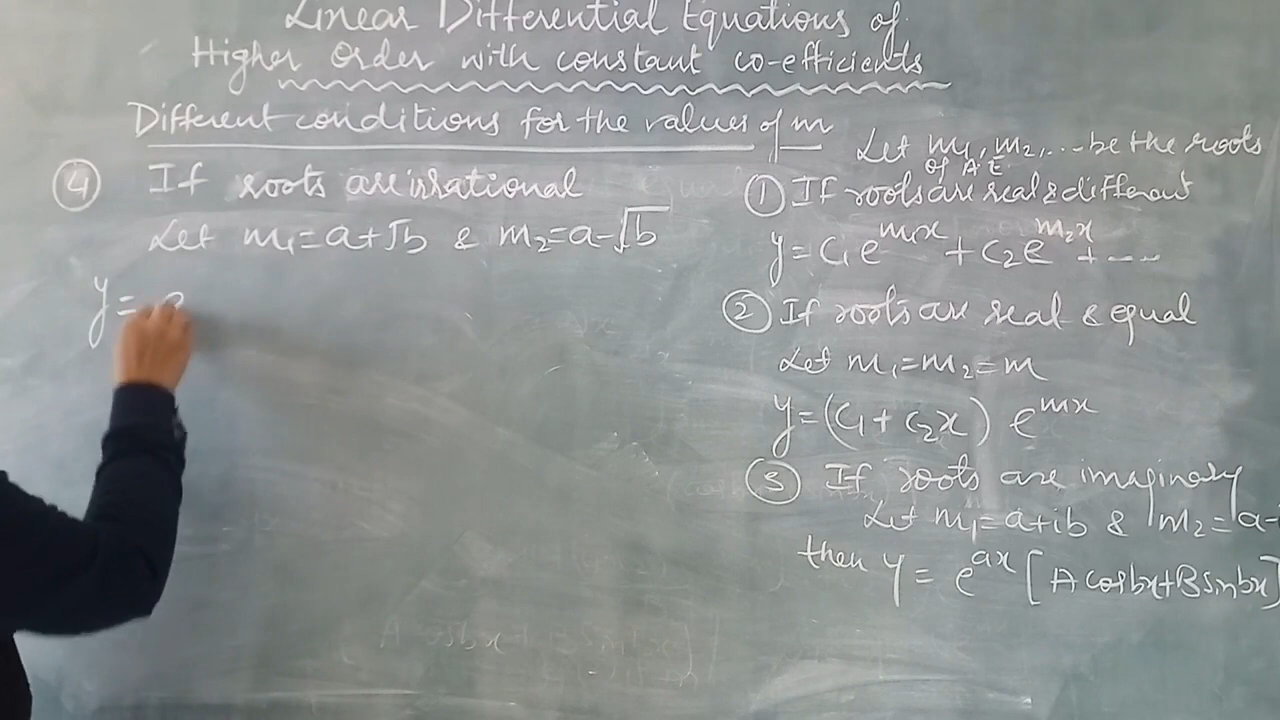 Linear Differential Equations of
Higher Order with constant co-efficients
Different conditions for the values of m
④ If roots are irrational
Let m₁=a+√b & m₂=a-√b
y= e
Let m₁, m₂, ... be the roots
of A E
① If roots are real & different
y= C₁ e^{m₁x} + C₂ e^{m₂x} + ---
② If roots are real & equal
Let m₁=m₂=m
y=(C₁+ C₂x) e^{mx}
③ If roots are imaginary
Let m₁=a+ib & m₂=a-
then y= e^{ax} [A cosbx+B sinbx]